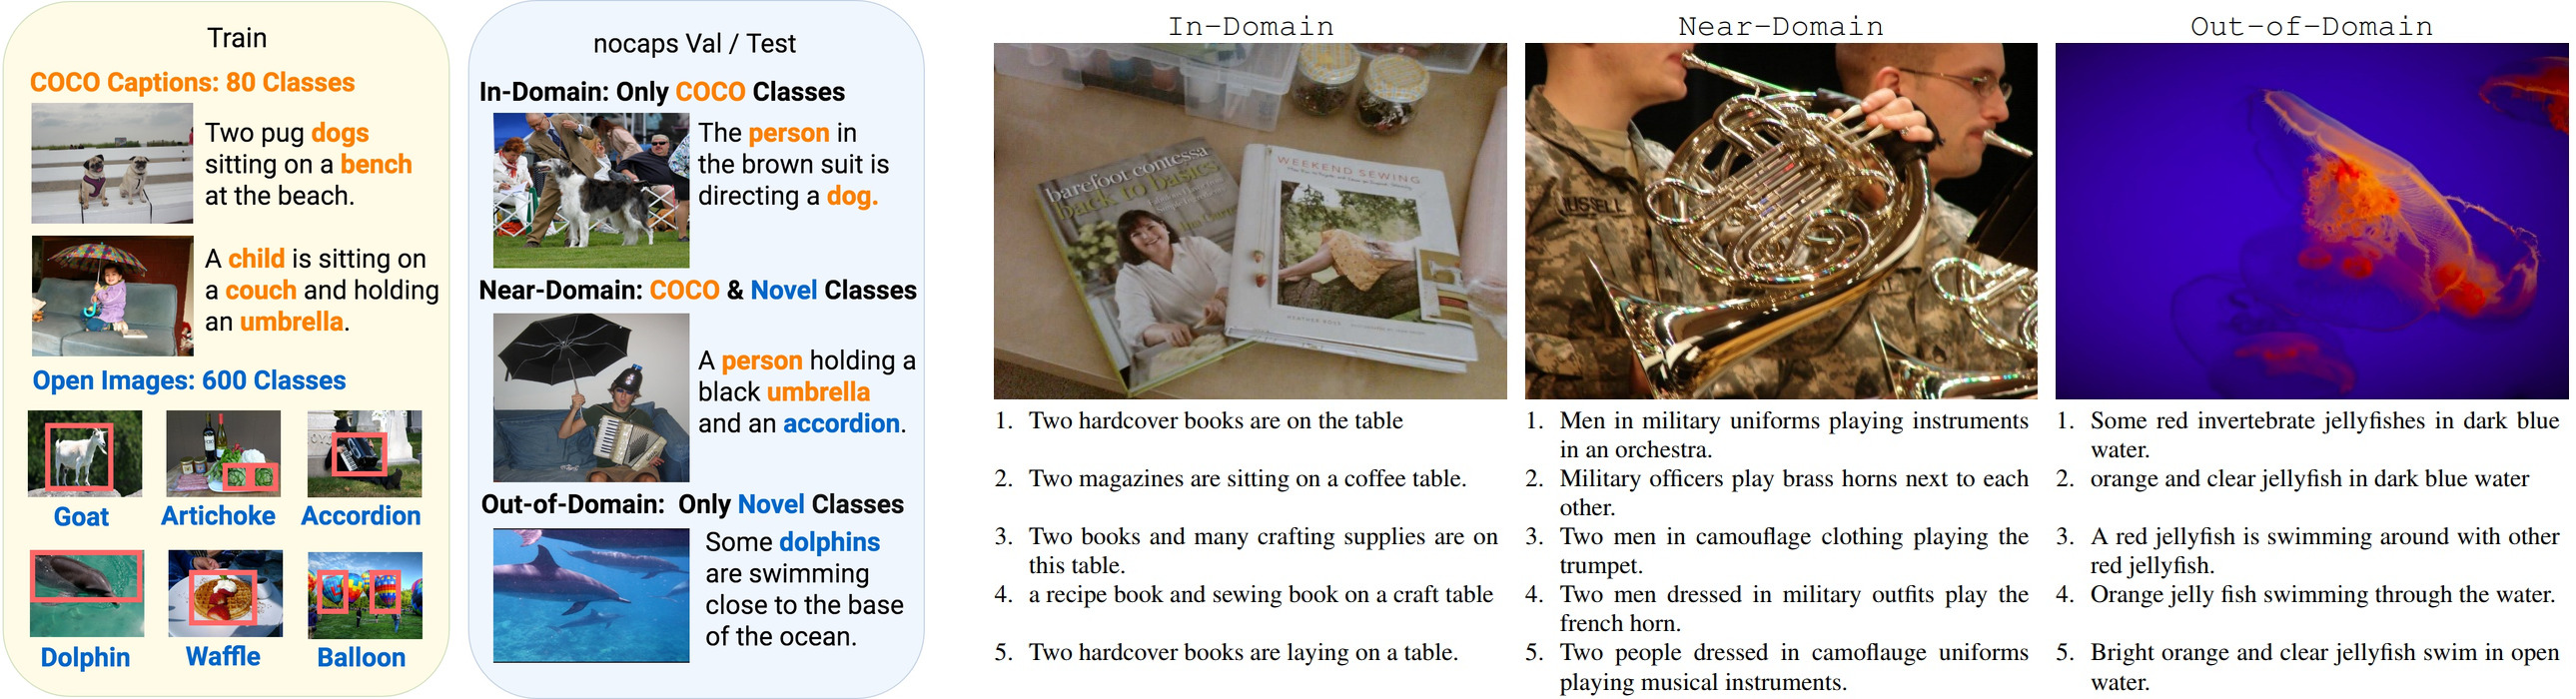 Train
COCO Captions: 80 Classes
Two pug dogs
sitting on a bench
at the beach.
A child is sitting on
a couch and holding
an umbrella.
Open Images: 600 Classes
Goat
Artichoke
Accordion
Dolphin
Waffle
Balloon
nocaps Val / Test
In-Domain: Only COCO Classes
The person in
the brown suit is
directing a dog.
Near-Domain: COCO & Novel Classes
A person holding a
black umbrella
and an accordion.
Out-of-Domain: Only Novel Classes
Some dolphins
are swimming
close to the base
of the ocean.
In-Domain
barefoot contessa
back to basics
WEEKEND SEWING
1. Two hardcover books are on the table
2. Two magazines are sitting on a coffee table.
3. Two books and many crafting supplies are on
this table.
4. a recipe book and sewing book on a craft table
5. Two hardcover books are laying on a table.
Near-Domain
RUSSELL
1. Men in military uniforms playing instruments
in an orchestra.
2. Military officers play brass horns next to each
other.
3. Two men in camouflage clothing playing the
trumpet.
4. Two men dressed in military outfits play the
french horn.
5. Two people dressed in camoflauge uniforms
playing musical instruments.
Out-of-Domain
1. Some red invertebrate jellyfishes in dark blue
water.
2. orange and clear jellyfish in dark blue water
3. A red jellyfish is swimming around with other
red jellyfish.
4. Orange jelly fish swimming through the water.
5. Bright orange and clear jellyfish swim in open
water.